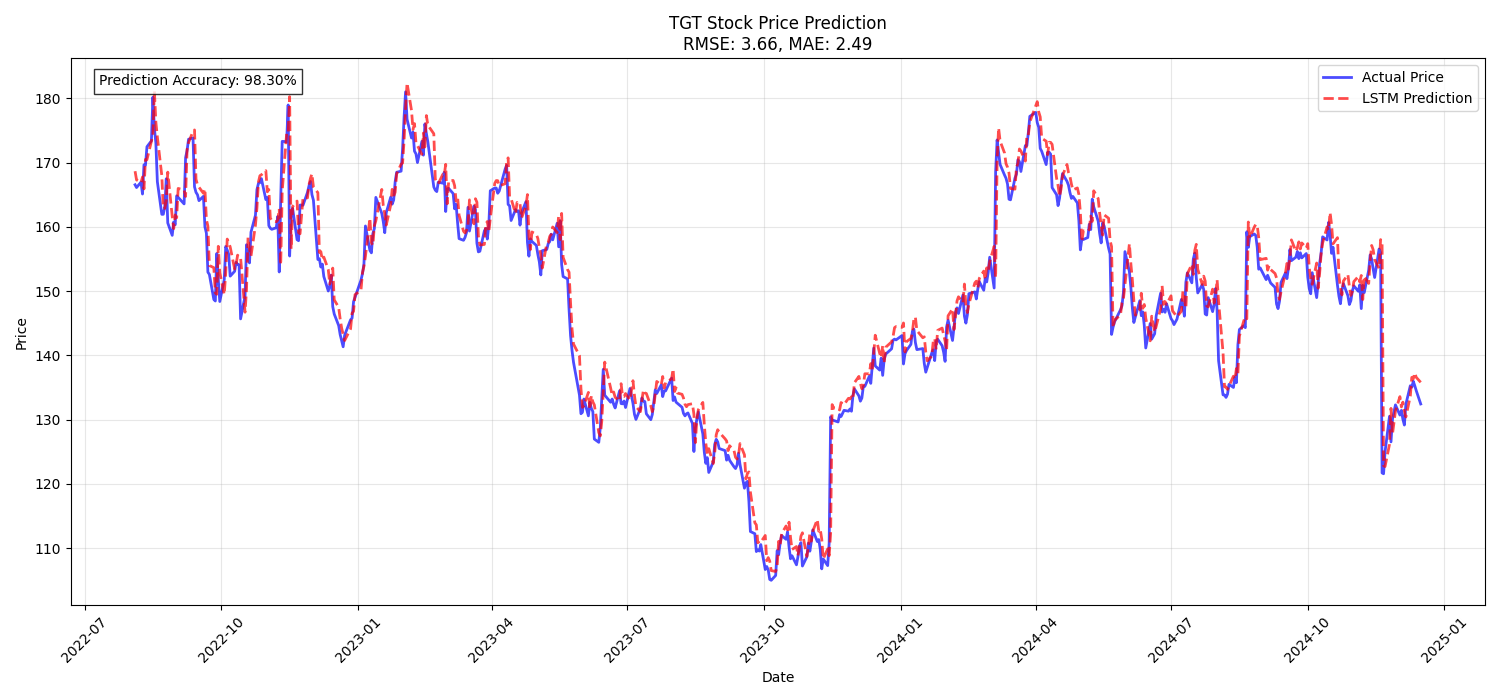 TGT Stock Price Prediction
RMSE: 3.66, MAE: 2.49
Prediction Accuracy: 98.30%
Actual Price
LSTM Prediction
Price
180
170
160
150
140
130
120
110
2022-07
2022-10
2023-01
2023-04
2023-07
2023-10
2024-01
2024-04
2024-07
2024-10
2025-01
Date